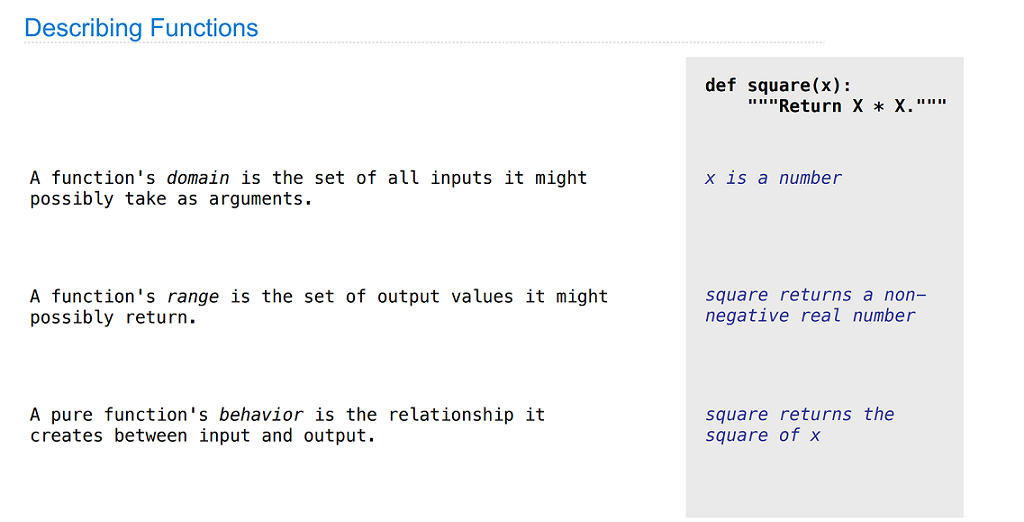 Describing Functions
def square(x):
"""Return X * X."""
A function's domain is the set of all inputs it might
possibly take as arguments.
x is a number
A function's range is the set of output values it might
possibly return.
square returns a non-
negative real number
A pure function's behavior is the relationship it
creates between input and output.
square returns the
square of x